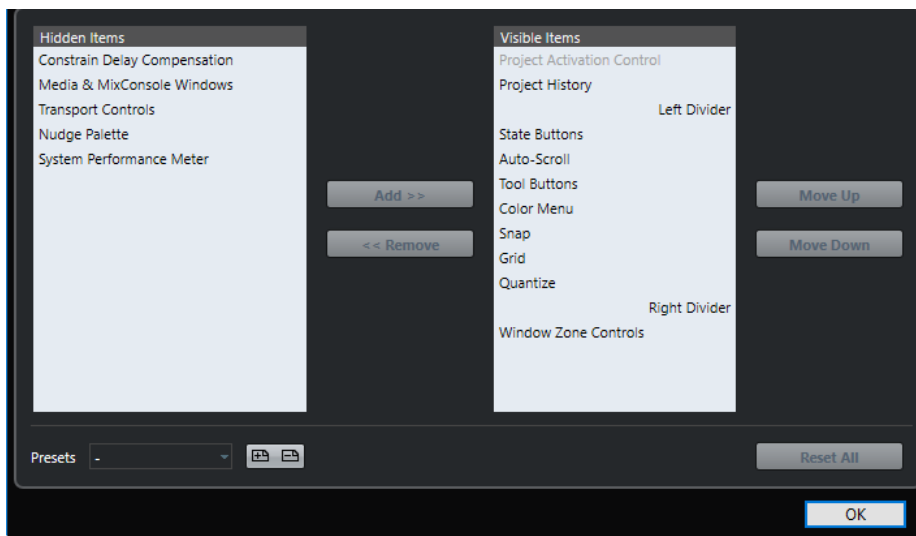 Hidden Items
Constrain Delay Compensation
Media & MixConsole Windows
Transport Controls
Nudge Palette
System Performance Meter
Add >>
<< Remove
Visible Items
Project Activation Control
Project History
Left Divider
State Buttons
Auto-Scroll
Tool Buttons
Color Menu
Snap
Grid
Quantize
Right Divider
Window Zone Controls
Move Up
Move Down
Presets -
Reset All
OK